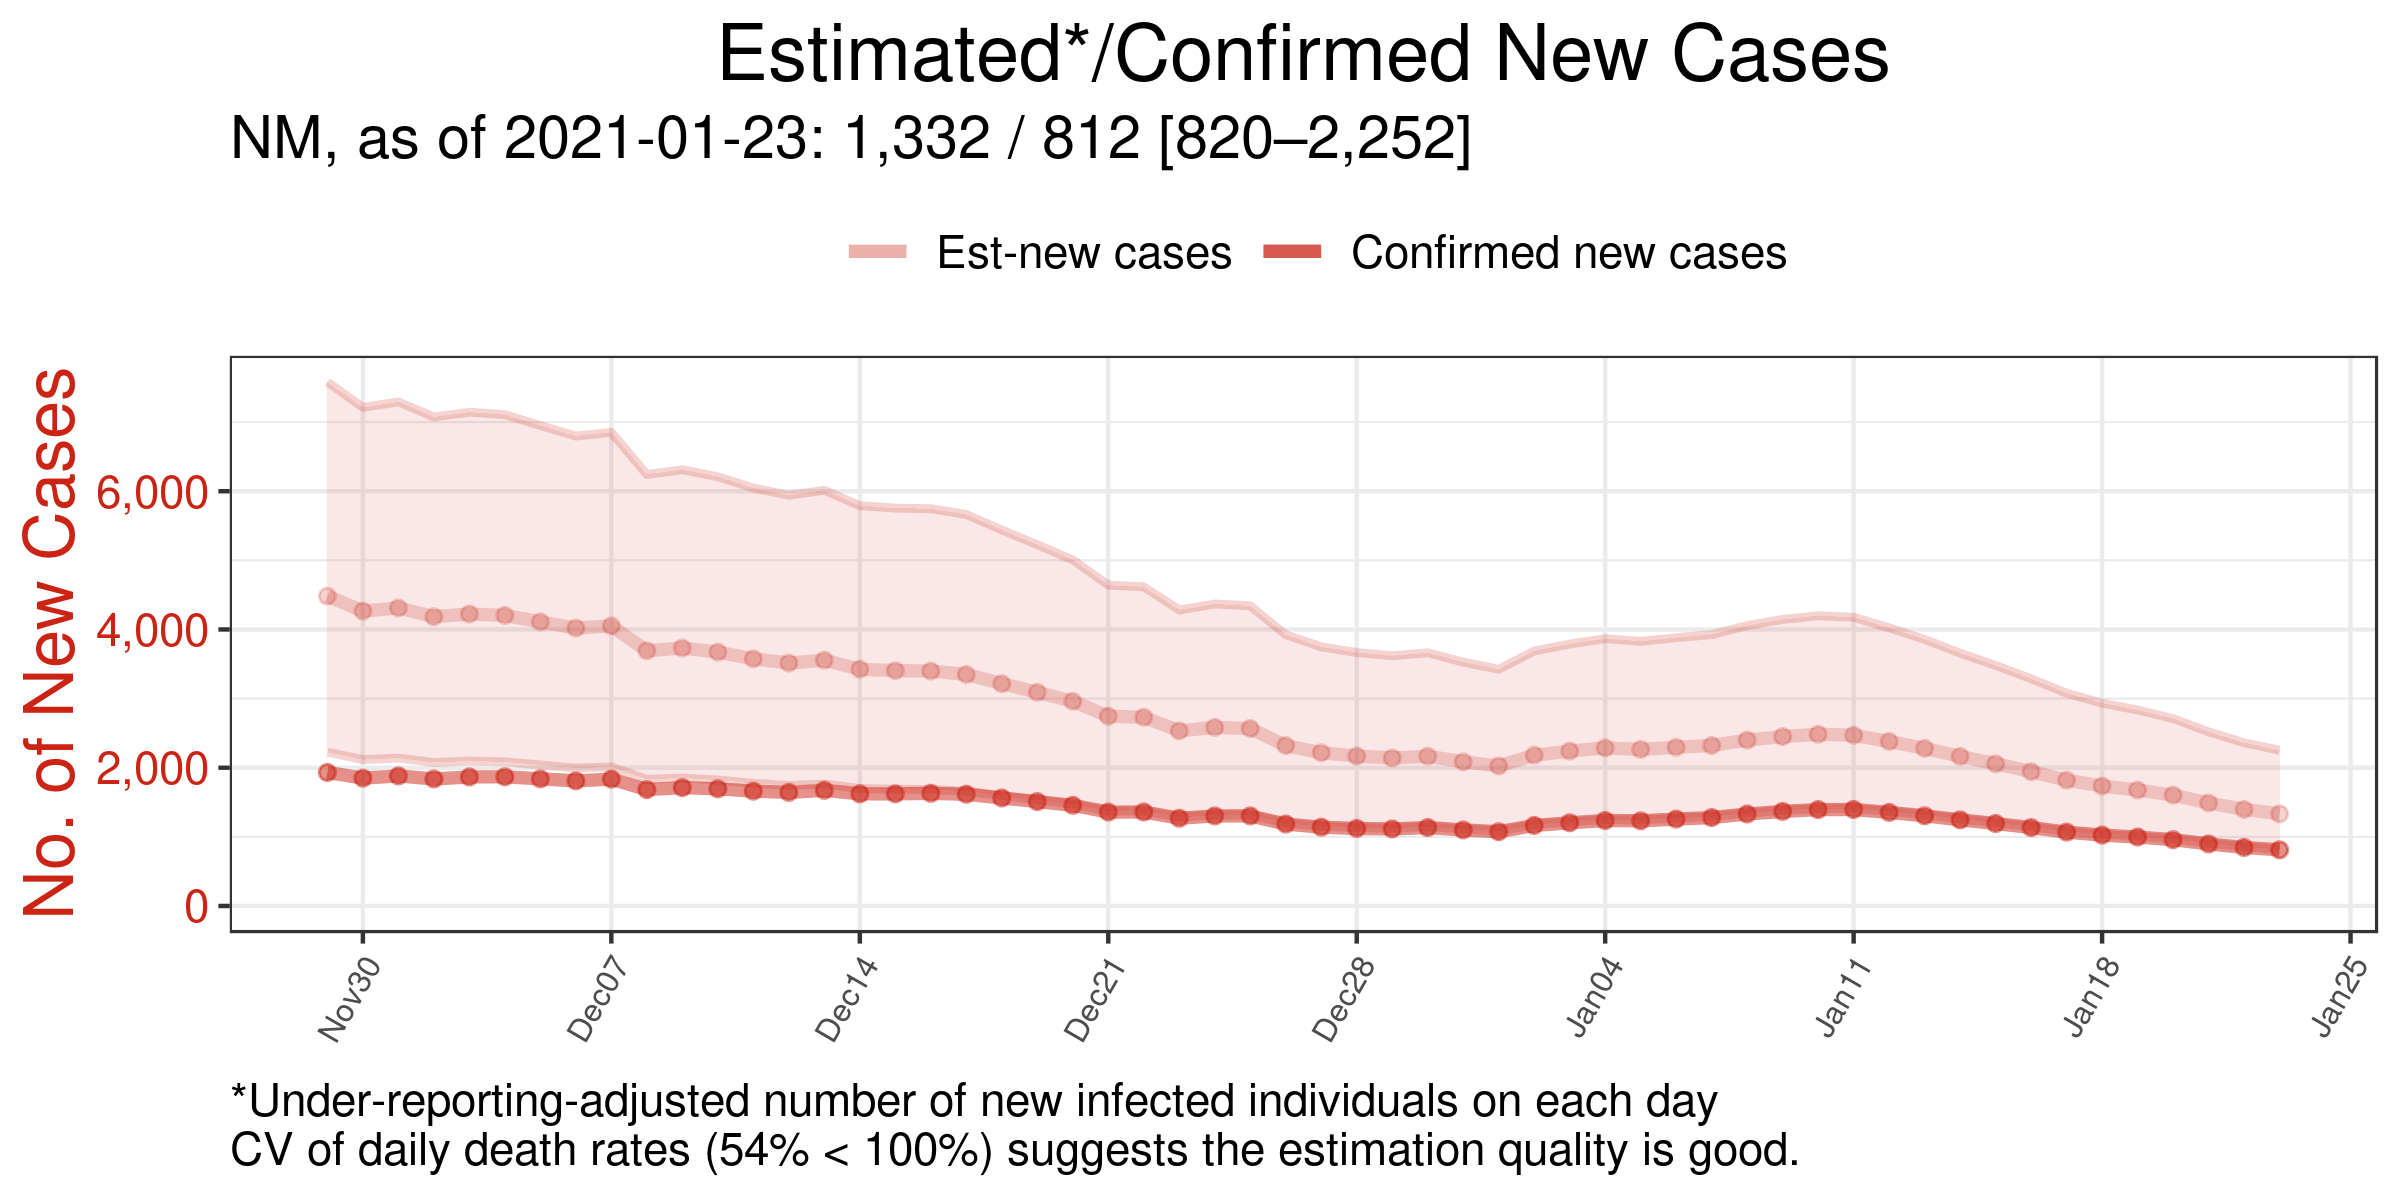 Estimated*/Confirmed New Cases
NM, as of 2021-01-23: 1,332 / 812 [820–2,252]
Est-new cases
Confirmed new cases
No. of New Cases
6,000
4,000
2,000
0
Nov30
Dec07
Dec14
Dec21
Dec28
Jan04
Jan11
Jan18
Jan25
*Under-reporting-adjusted number of new infected individuals on each day
CV of daily death rates (54% < 100%) suggests the estimation quality is good.